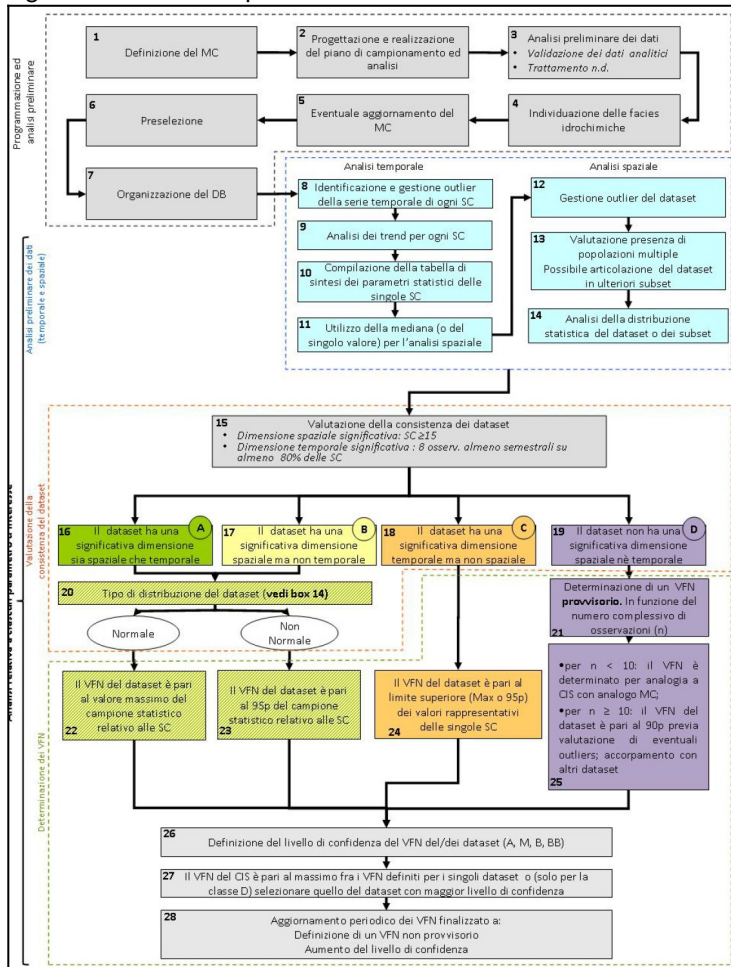 Programmazione ed
analisi preliminare
1
Definizione del MC
2
Progettazione e realizzazione
del piano di campionamento ed
analisi
3
Analisi preliminare dei dati
• Validazione dei dati analitici
• Trattamento n.d.
6
Preselezione
5
Eventuale aggiornamento del
MC
4
Individuazione delle facies
idrochimiche
7
Organizzazione del DB
Analisi preliminare dei dati
(temporale e spaziale)
Analisi temporale
Analisi spaziale
8
Identificazione e gestione outlier
della serie temporale di ogni SC
9
Analisi dei trend per ogni SC
10
Compilazione della tabella di
sintesi dei parametri statistici delle
singole SC
11
Utilizzo della mediana (o del
singolo valore) per l'analisi spaziale
12
Gestione outlier del dataset
13
Valutazione presenza di
popolazioni multiple
Possibile articolazione del dataset
in ulteriori subset
14
Analisi della distribuzione
statistica del dataset o dei subset
Valutazione della
consistenza del dataset
15
Valutazione della consistenza dei dataset
• Dimensione spaziale significativa: SC ≥15
• Dimensione temporale significativa : 8 osserv. almeno semestrali su
almeno 80% delle SC
16
A
Il dataset ha una
significativa dimensione
sia spaziale che temporale
17
B
Il dataset ha una
significativa dimensione
spaziale ma non temporale
18
C
Il dataset ha una
significativa dimensione
temporale ma non spaziale
19
D
Il dataset non ha una
significativa dimensione
spaziale nè temporale
20
Tipo di distribuzione del dataset (vedi box 14)
Normale
Non
Normale
Determinazione di un VFN
provvisorio. In funzione del
numero complessivo di
osservazioni (n)
21
Determinazione dei VFN
Il VFN del dataset è pari
al valore massimo del
campione statistico
relativo alle SC
22
Il VFN del dataset è pari
al 95p del campione
statistico relativo alle SC
23
Il VFN del dataset è pari al
limite superiore (Max o 95p)
dei valori rappresentativi
delle singole SC
24
•per n < 10: il VFN è
determinato per analogia a
CIS con analogo MC;
•per n ≥ 10: il VFN del
dataset è pari al 90p previa
valutazione di eventuali
outliers; accorpamento con
altri dataset
25
26
Definizione del livello di confidenza del VFN del/dei dataset (A, M, B, BB)
27
Il VFN del CIS è pari al massimo fra i VFN definiti per i singoli dataset o (solo per la
classe D) selezionare quello del dataset con maggior livello di confidenza
28
Aggiornamento periodico dei VFN finalizzato a:
Definizione di un VFN non provvisorio
Aumento del livello di confidenza